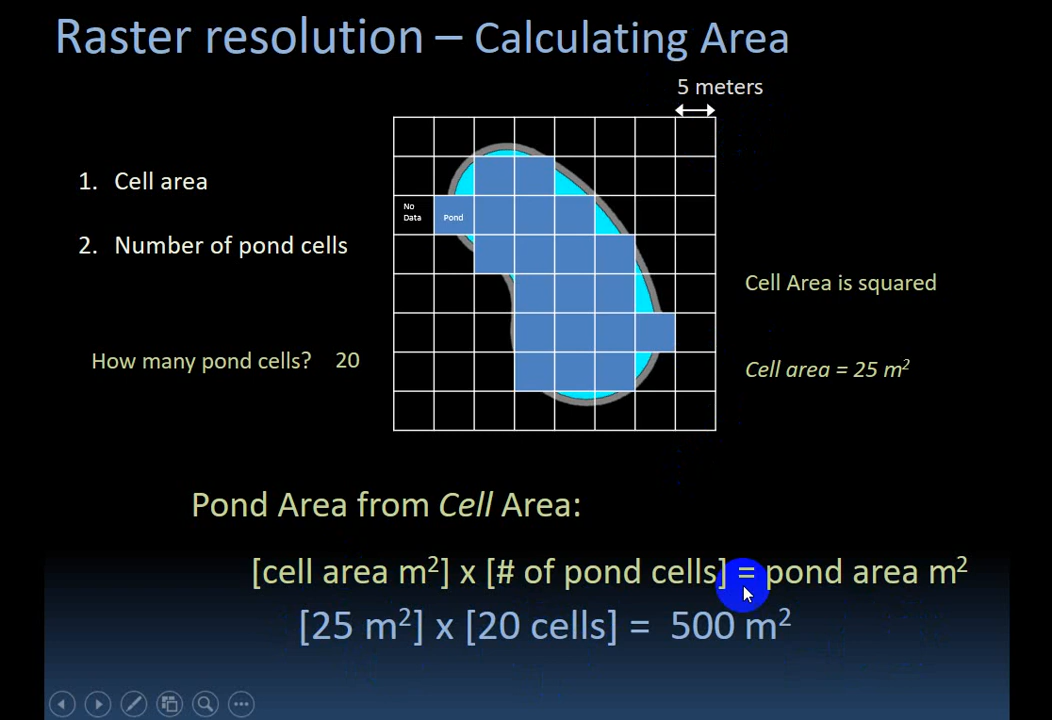 Raster resolution – Calculating Area
5 meters
1. Cell area
No
Data
Pond
2. Number of pond cells
Cell Area is squared
How many pond cells? 20
Cell area = 25 m²
Pond Area from Cell Area:
[cell area m²] x [# of pond cells] = pond area m²
[25 m²] x [20 cells] = 500 m²